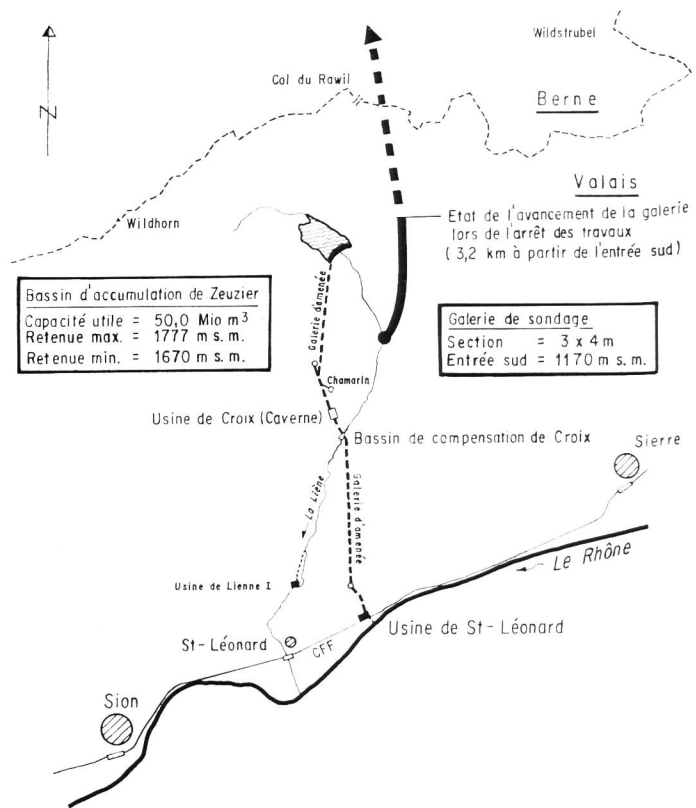 Wildstrubel
Col du Rawil
Berne
N
Valais
Wildhorn
Etat de l'avancement de la galerie
lors de l'arrêt des travaux
(3,2 km à partir de l'entrée sud)
Bassin d'accumulation de Zeuzier
Capacité utile = 50,0 Mio m³
Retenue max. = 1777 m s.m.
Retenue min. = 1670 m s.m.
Galerie de sondage
Section = 3 x 4 m
Entrée sud = 1170 m s.m.
Galerie d'amenée
Chamarin
Usine de Croix (Caverne)
Bassin de compensation de Croix
Sierre
La Liène
Galerie d'amenée
Le Rhône
Usine de Lienne I
Usine de St-Léonard
St-Léonard
CFF
Sion